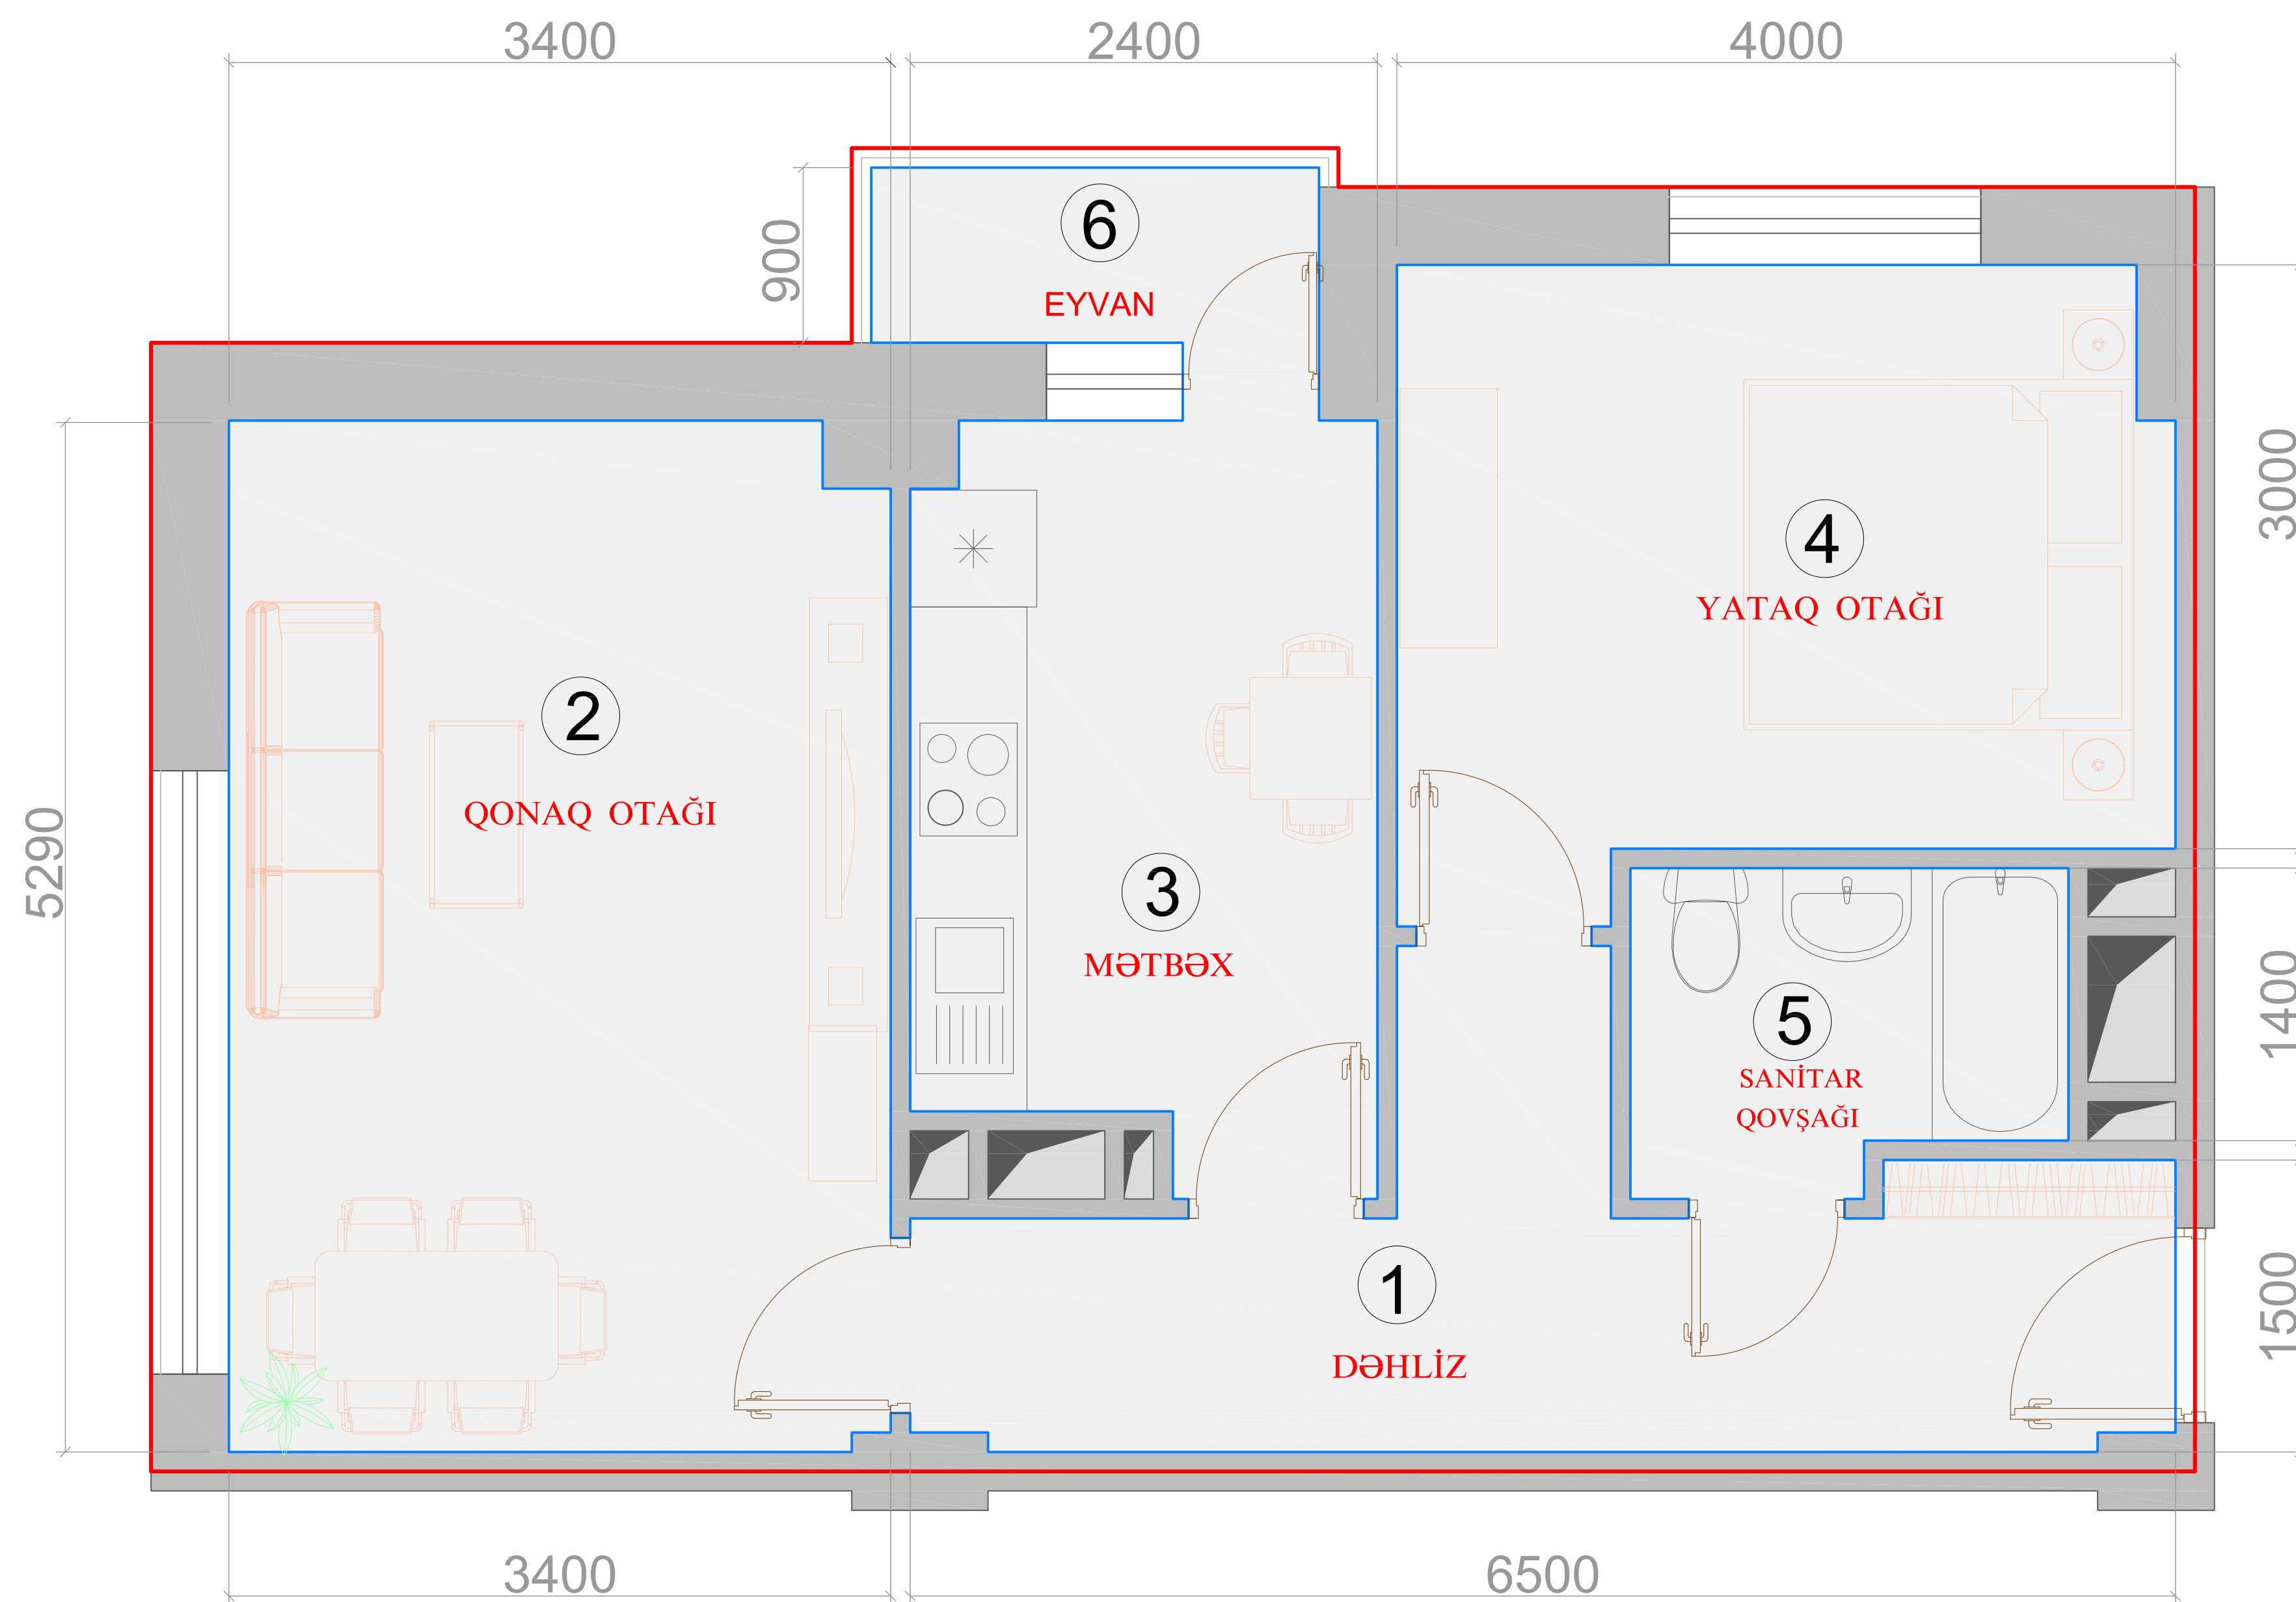 3400
2400
4000
900
6
EYVAN
5290
3000
2
QONAQ OTAĞI
4
YATAQ OTAĞI
3
MƏTBƏX
5
SANİTAR
QOVŞAĞI
1400
1
DƏHLİZ
1500
3400
6500